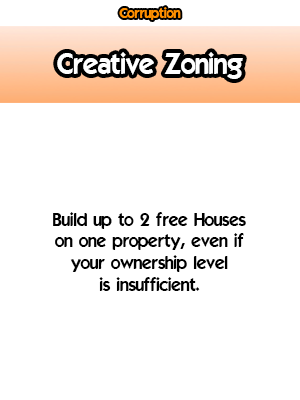 Corruption
Creative Zoning
Build up to 2 free Houses
on one property, even if
your ownership level
is insufficient.